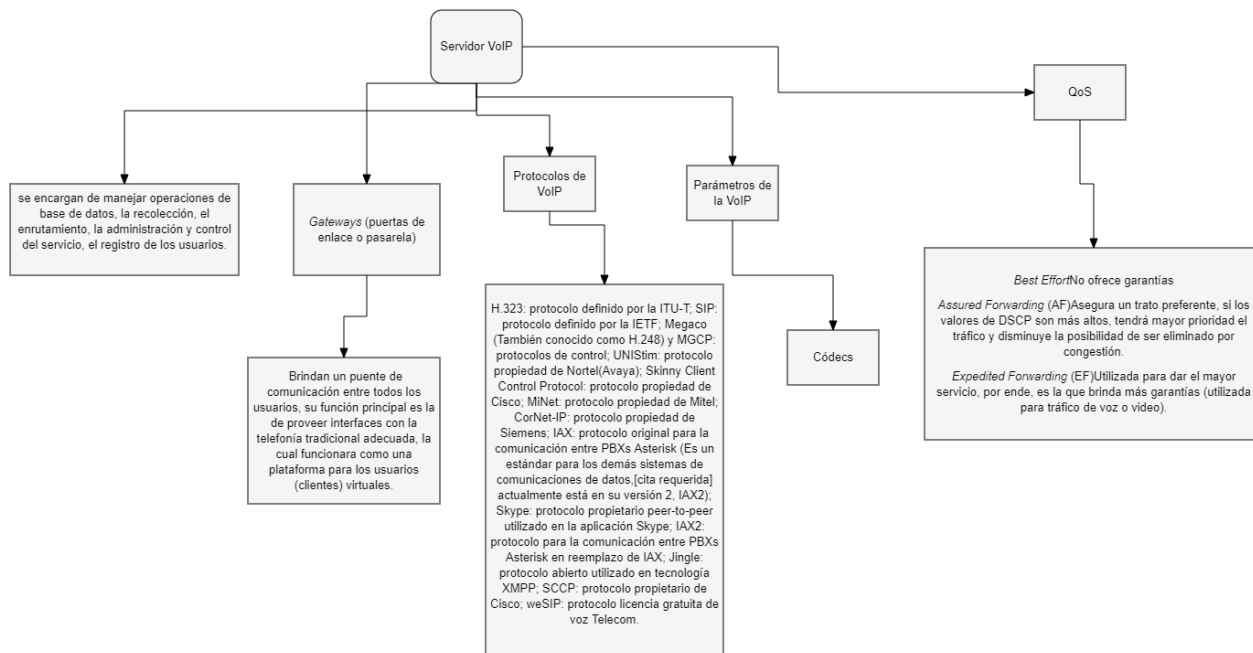 Servidor VoIP
QoS
Protocolos de
VoIP
Parámetros de
la VoIP
se encargan de manejar operaciones de
base de datos, la recolección, el
enrutamiento, la administración y control
del servicio, el registro de los usuarios.
Gateways (puertas de
enlace o pasarela)
Best EffortNo ofrece garantías
Assured Forwarding (AF)Asegura un trato preferente, si los
valores de DSCP son más altos, tendrá mayor prioridad el
tráfico y disminuye la posibilidad de ser eliminado por
congestión.
Expedited Forwarding (EF)Utilizada para dar el mayor
servicio, por ende, es la que brinda más garantías (utilizada
para tráfico de voz o video).
H.323: protocolo definido por la ITU-T; SIP:
protocolo definido por la IETF; Megaco
(También conocido como H.248) y MGCP:
protocolos de control; UNIStim: protocolo
propiedad de Nortel(Avaya); Skinny Client
Control Protocol: protocolo propiedad de
Cisco; MiNet: protocolo propiedad de Mitel;
CorNet-IP: protocolo propiedad de
Siemens; IAX: protocolo original para la
comunicación entre PBXs Asterisk (Es un
estándar para los demás sistemas de
comunicaciones de datos,[cita requerida]
actualmente está en su versión 2, IAX2);
Skype: protocolo propietario peer-to-peer
utilizado en la aplicación Skype; IAX2:
protocolo para la comunicación entre PBXs
Asterisk en reemplazo de IAX; Jingle:
protocolo abierto utilizado en tecnología
XMPP; SCCP: protocolo propietario de
Cisco; weSIP: protocolo licencia gratuita de
voz Telecom.
Códecs
Brindan un puente de
comunicación entre todos los
usuarios, su función principal es la
de proveer interfaces con la
telefonía tradicional adecuada, la
cual funcionara como una
plataforma para los usuarios
(clientes) virtuales.